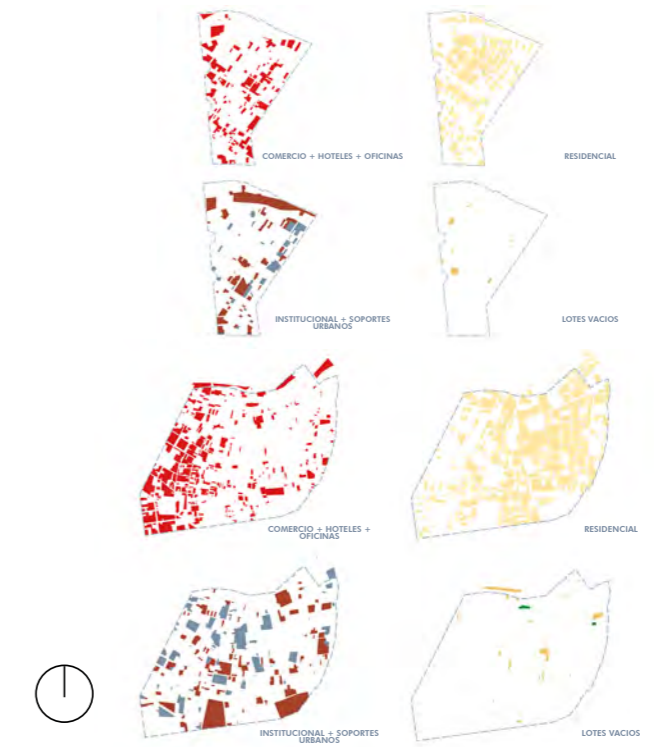 COMERCIO + HOTELES + OFICINAS
RESIDENCIAL
INSTITUCIONAL + SOPORTES
URBANOS
LOTES VACIOS
COMERCIO + HOTELES +
OFICINAS
RESIDENCIAL
INSTITUCIONAL + SOPORTES
URBANOS
LOTES VACIOS